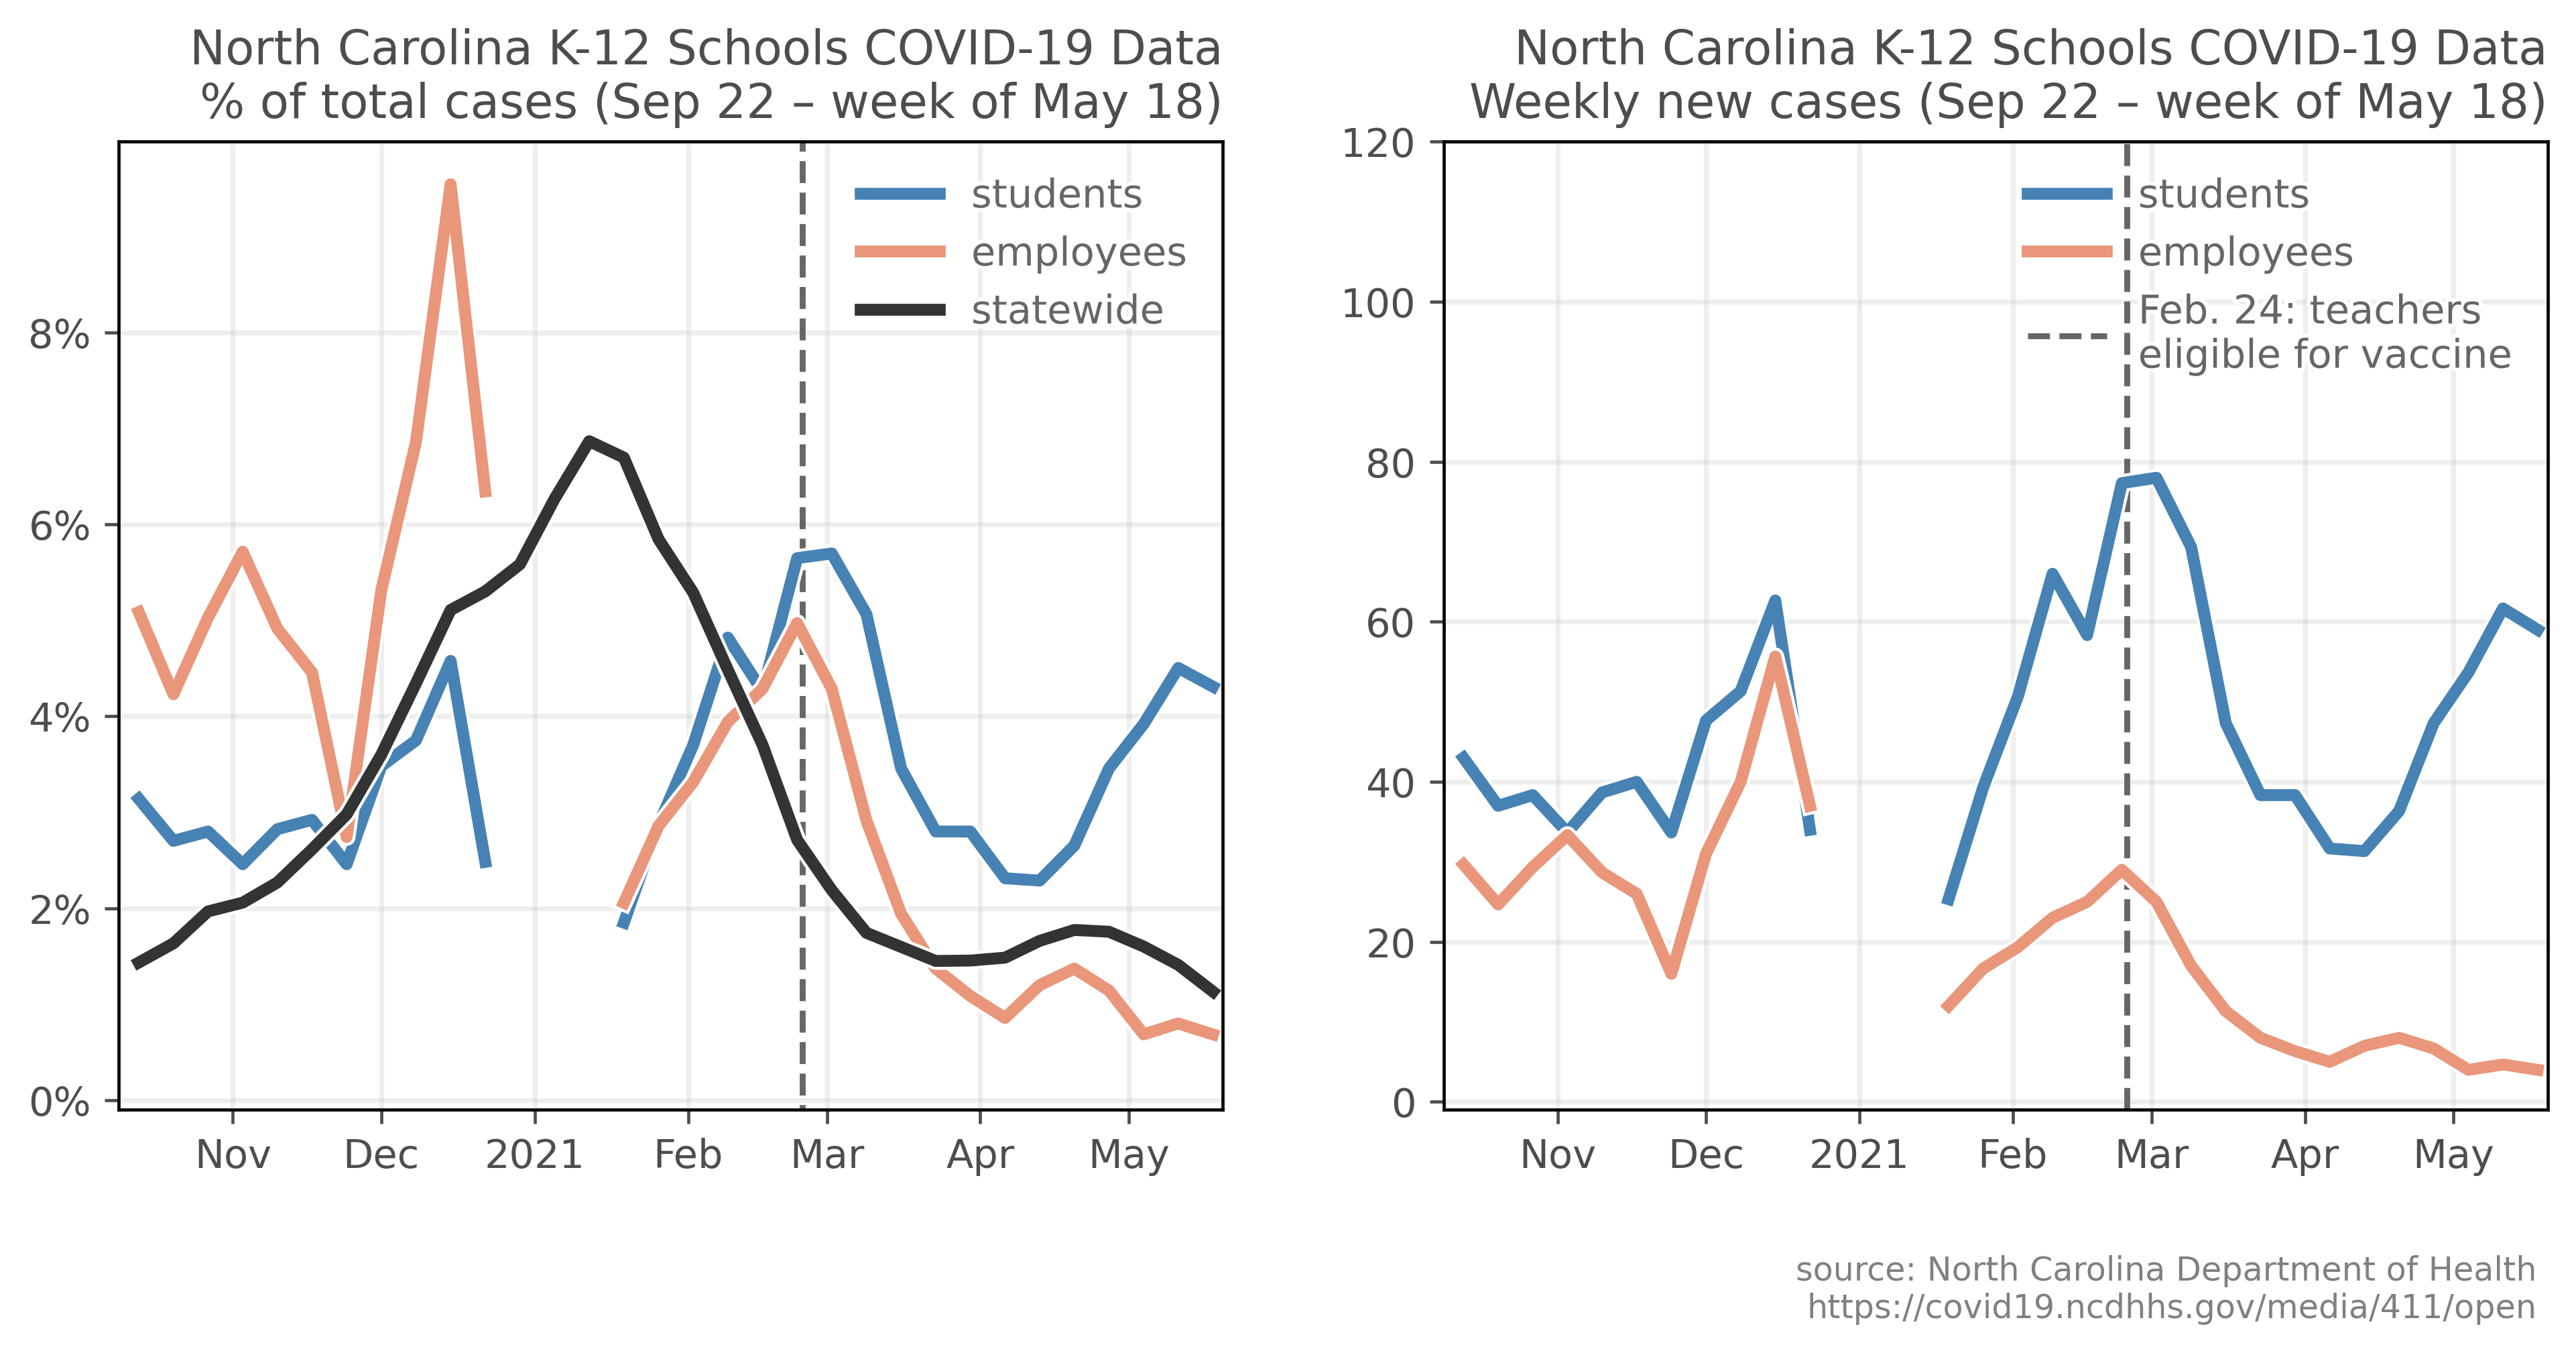 North Carolina K-12 Schools COVID-19 Data
% of total cases (Sep 22 – week of May 18)
students
employees
statewide
8%
6%
4%
2%
0%
Nov Dec 2021 Feb Mar Apr May
North Carolina K-12 Schools COVID-19 Data
Weekly new cases (Sep 22 – week of May 18)
120
students
employees
Feb. 24: teachers
eligible for vaccine
100
80
60
40
20
0
Nov Dec 2021 Feb Mar Apr May
source: North Carolina Department of Health
https://covid19.ncdhhs.gov/media/411/open